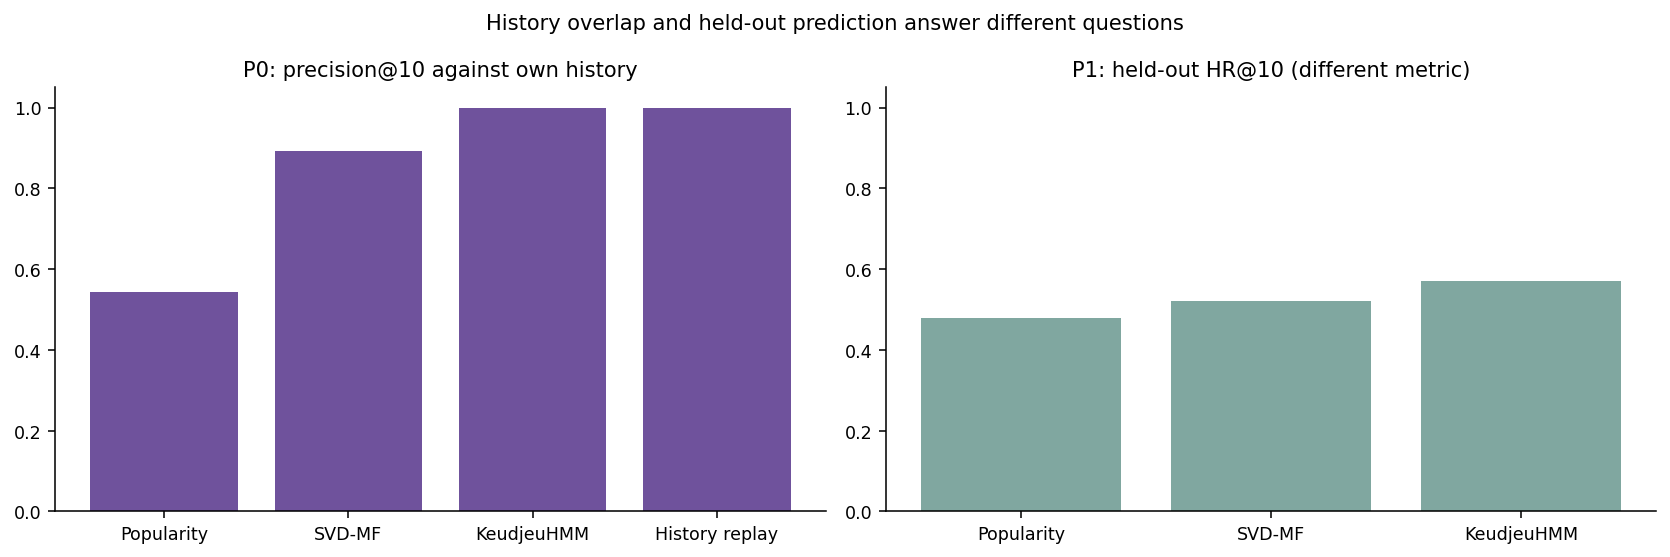 History overlap and held-out prediction answer different questions
P0: precision@10 against own history
1.0
0.8
0.6
0.4
0.2
0.0
Popularity
SVD-MF
KeudjeuHMM
History replay
P1: held-out HR@10 (different metric)
1.0
0.8
0.6
0.4
0.2
0.0
Popularity
SVD-MF
KeudjeuHMM